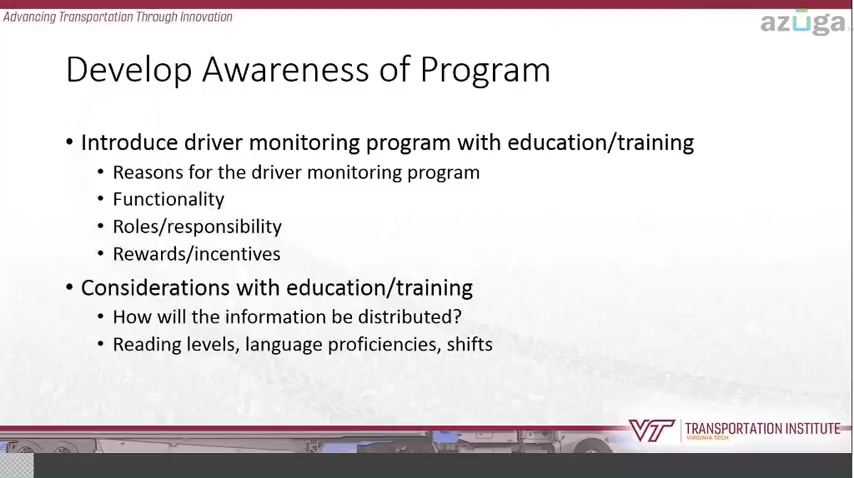 Advancing Transportation Through Innovation
azuga
Develop Awareness of Program
• Introduce driver monitoring program with education/training
• Reasons for the driver monitoring program
• Functionality
• Roles/responsibility
• Rewards/incentives
• Considerations with education/training
• How will the information be distributed?
• Reading levels, language proficiencies, shifts
VT TRANSPORTATION INSTITUTE
VIRGINIA TECH